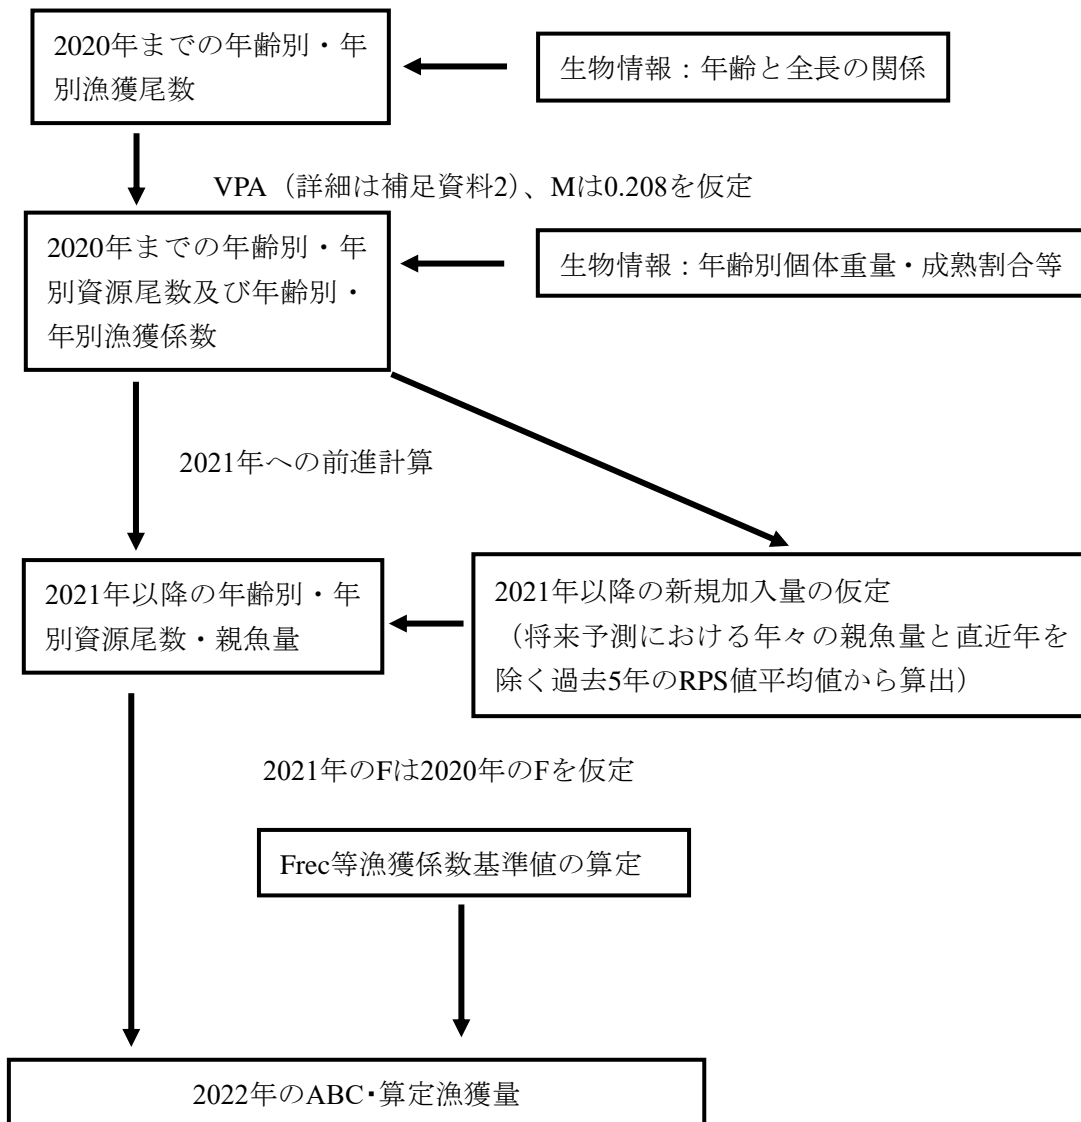 2020年までの年齢別・年
別漁獲尾数
生物情報：年齢と全長の関係
VPA（詳細は補足資料2）、Mは0.208を仮定
2020年までの年齢別・年
別資源尾数及び年齢別・
年別漁獲係数
生物情報：年齢別個体重量・成熟割合等
2021年への前進計算
2021年以降の年齢別・年
別資源尾数・親魚量
2021年以降の新規加入量の仮定
（将来予測における年々の親魚量と直近年を
除く過去5年のRPS値平均値から算出）
2021年のFは2020年のFを仮定
Frec等漁獲係数基準値の算定
2022年のABC・算定漁獲量